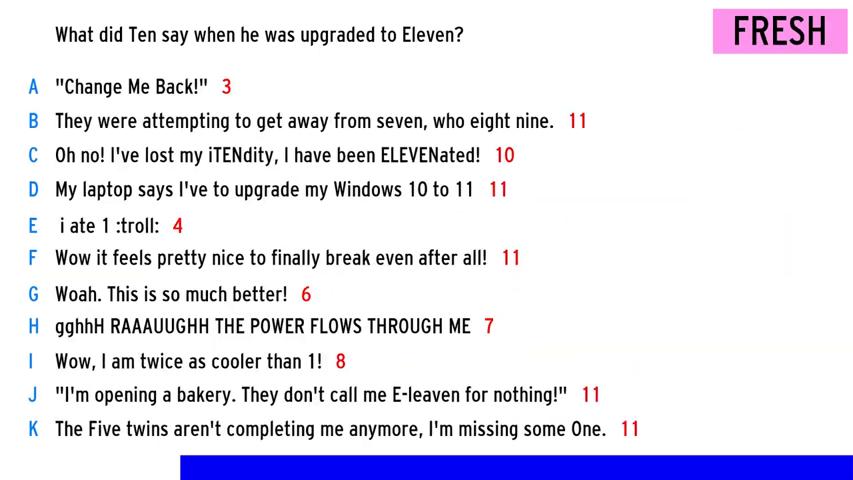 What did Ten say when he was upgraded to Eleven?
FRESH
A "Change Me Back!" 3
B They were attempting to get away from seven, who eight nine. 11
C Oh no! I've lost my iTENdity, I have been ELEVENated! 10
D My laptop says I've to upgrade my Windows 10 to 11 11
E i ate 1 :troll: 4
F Wow it feels pretty nice to finally break even after all! 11
G Woah. This is so much better! 6
H gghhH RAAAUUGHH THE POWER FLOWS THROUGH ME 7
I Wow, I am twice as cooler than 1! 8
J "I'm opening a bakery. They don't call me E-leaven for nothing!" 11
K The Five twins aren't completing me anymore, I'm missing some One. 11